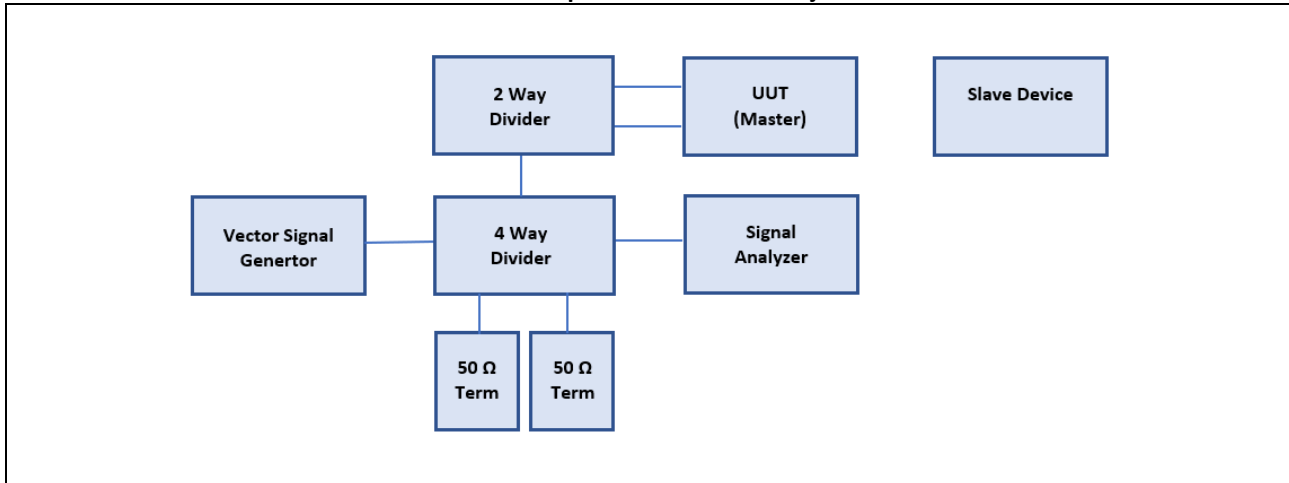 2 Way
Divider
UUT
(Master)
Slave Device
Vector Signal
Genertor
4 Way
Divider
Signal
Analyzer
50 Ω
Term
50 Ω
Term